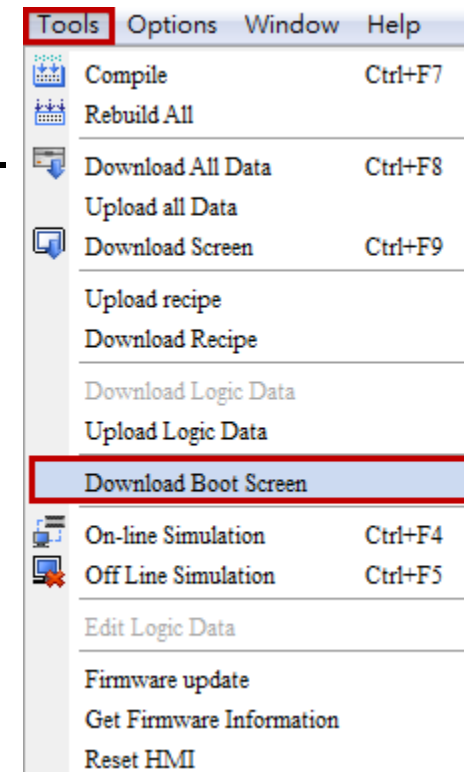 Tools Options Window Help
Compile Ctrl+F7
Rebuild All
Download All Data Ctrl+F8
Upload all Data
Download Screen Ctrl+F9
Upload recipe
Download Recipe
Download Logic Data
Upload Logic Data
Download Boot Screen
On-line Simulation Ctrl+F4
Off Line Simulation Ctrl+F5
Edit Logic Data
Firmware update
Get Firmware Information
Reset HMI